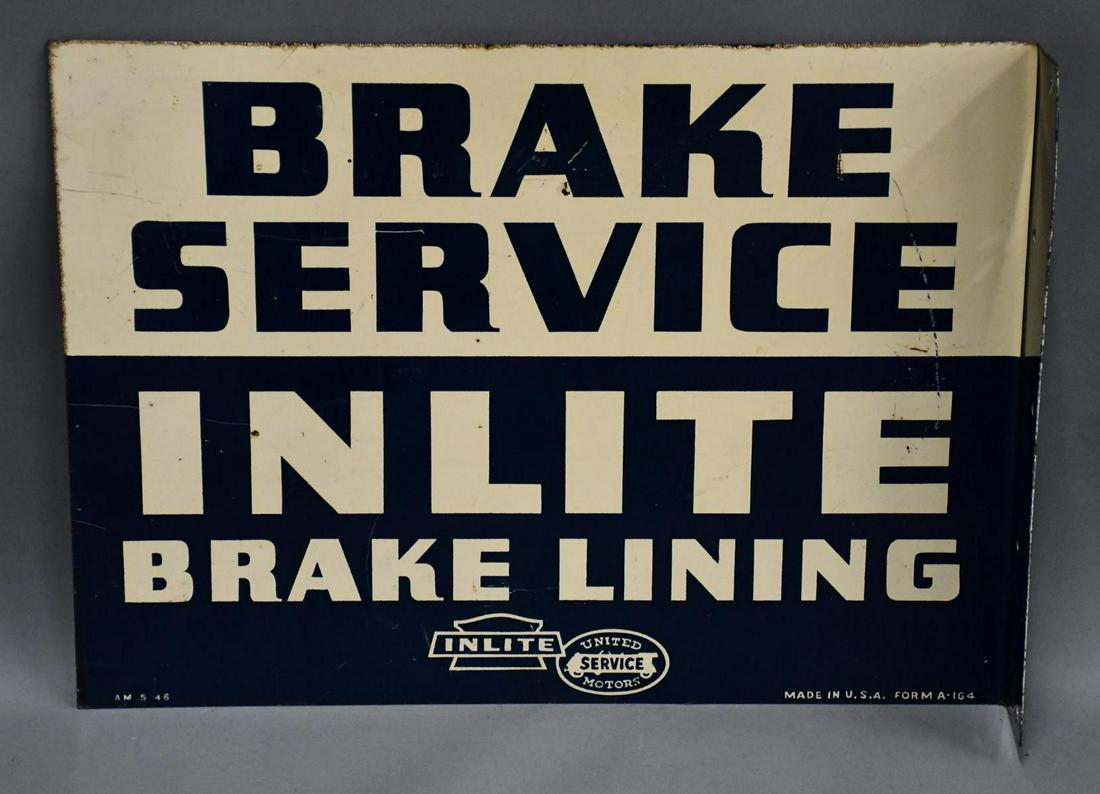 BRAKE
SERVICE
INLITE
BRAKE LINING
INLITE
UNITED
SERVICE
MOTORS
AM 5 46
MADE IN U.S.A. FORM A-164